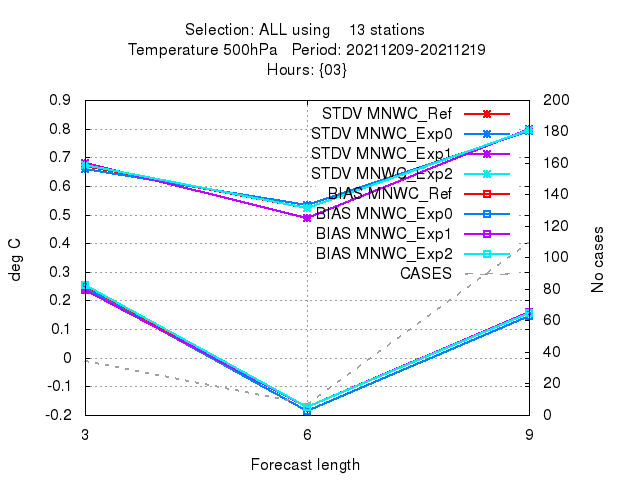 Selection: ALL using    13 stations
Temperature 500hPa   Period: 20211209-20211219
Hours: {03}
0.9
0.8
0.7
0.6
0.5
0.4
0.3
0.2
0.1
0
-0.1
-0.2
deg C
STDV MNWC_Ref
STDV MNWC_Exp0
STDV MNWC_Exp1
STDV MNWC_Exp2
BIAS MNWC_Ref
BIAS MNWC_Exp0
BIAS MNWC_Exp1
BIAS MNWC_Exp2
CASES
200
180
160
140
120
100
80
60
40
20
0
No cases
3 6 9
Forecast length